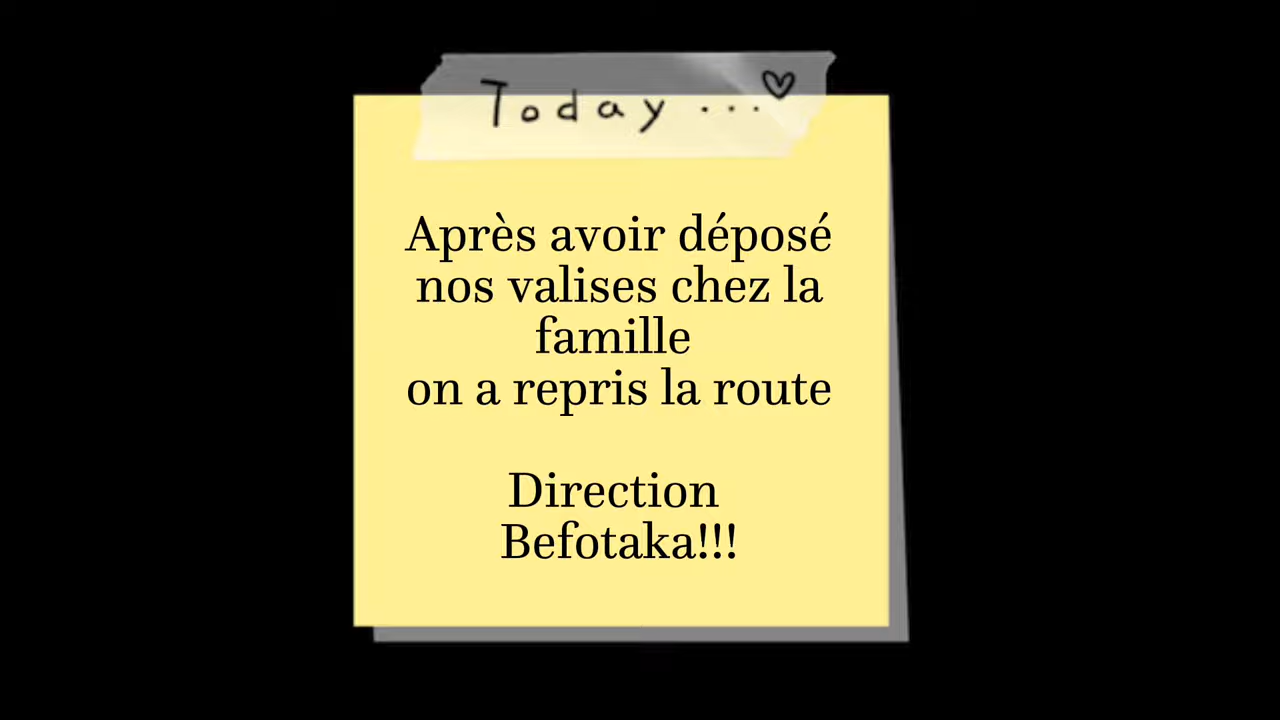 Today ...♡
Après avoir déposé
nos valises chez la
famille
on a repris la route
Direction
Befotaka!!!